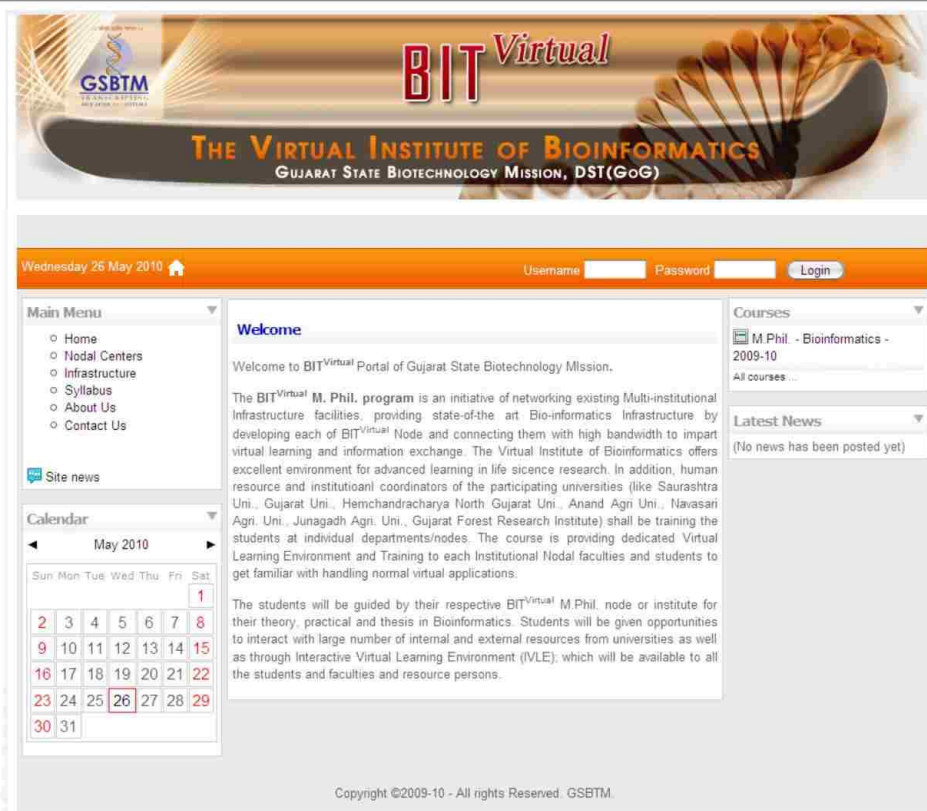 GSBTM
BIT Virtual
THE VIRTUAL INSTITUTE OF BIOINFORMATICS
GUJARAT STATE BIOTECHNOLOGY MISSION, DST(GOG)
Wednesday 26 May 2010
Username
Password
Login
Main Menu
Home
Nodal Centers
Infrastructure
Syllabus
About Us
Contact Us
Site news
Calendar
◄ May 2010 ►
Sun Mon Tue Wed Thu Fri Sat
1
2 3 4 5 6 7 8
9 10 11 12 13 14 15
16 17 18 19 20 21 22
23 24 25 26 27 28 29
30 31
Welcome
Welcome to BITVirtual Portal of Gujarat State Biotechnology MIssion.
The BITVirtual M. Phil. program is an initiative of networking existing Multi-institutional
Infrastructure facilities, providing state-of-the art Bio-informatics Infrastructure by
developing each of BITVirtual Node and connecting them with high bandwidth to impart
virtual learning and information exchange. The Virtual Institute of Bioinformatics offers
excellent environment for advanced learning in life sicence research. In addition, human
resource and institutioanl coordinators of the participating universities (like Saurashtra
Uni., Gujarat Uni., Hemchandracharya North Gujarat Uni., Anand Agri Uni., Navasari
Agri. Uni., Junagadh Agri. Uni., Gujarat Forest Research Institute) shall be training the
students at individual departments/nodes. The course is providing dedicated Virtual
Learning Environment and Training to each Institutional Nodal faculties and students to
get familiar with handling normal virtual applications.
The students will be guided by their respective BITVirtual M.Phil. node or institute for
their theory, practical and thesis in Bioinformatics. Students will be given opportunities
to interact with large number of internal and external resources from universities as well
as through Interactive Virtual Learning Environment (IVLE); which will be available to all
the students and faculties and resource persons.
Courses
M.Phil. - Bioinformatics -
2009-10
All courses ...
Latest News
(No news has been posted yet)
Copyright ©2009-10 - All rights Reserved. GSBTM.